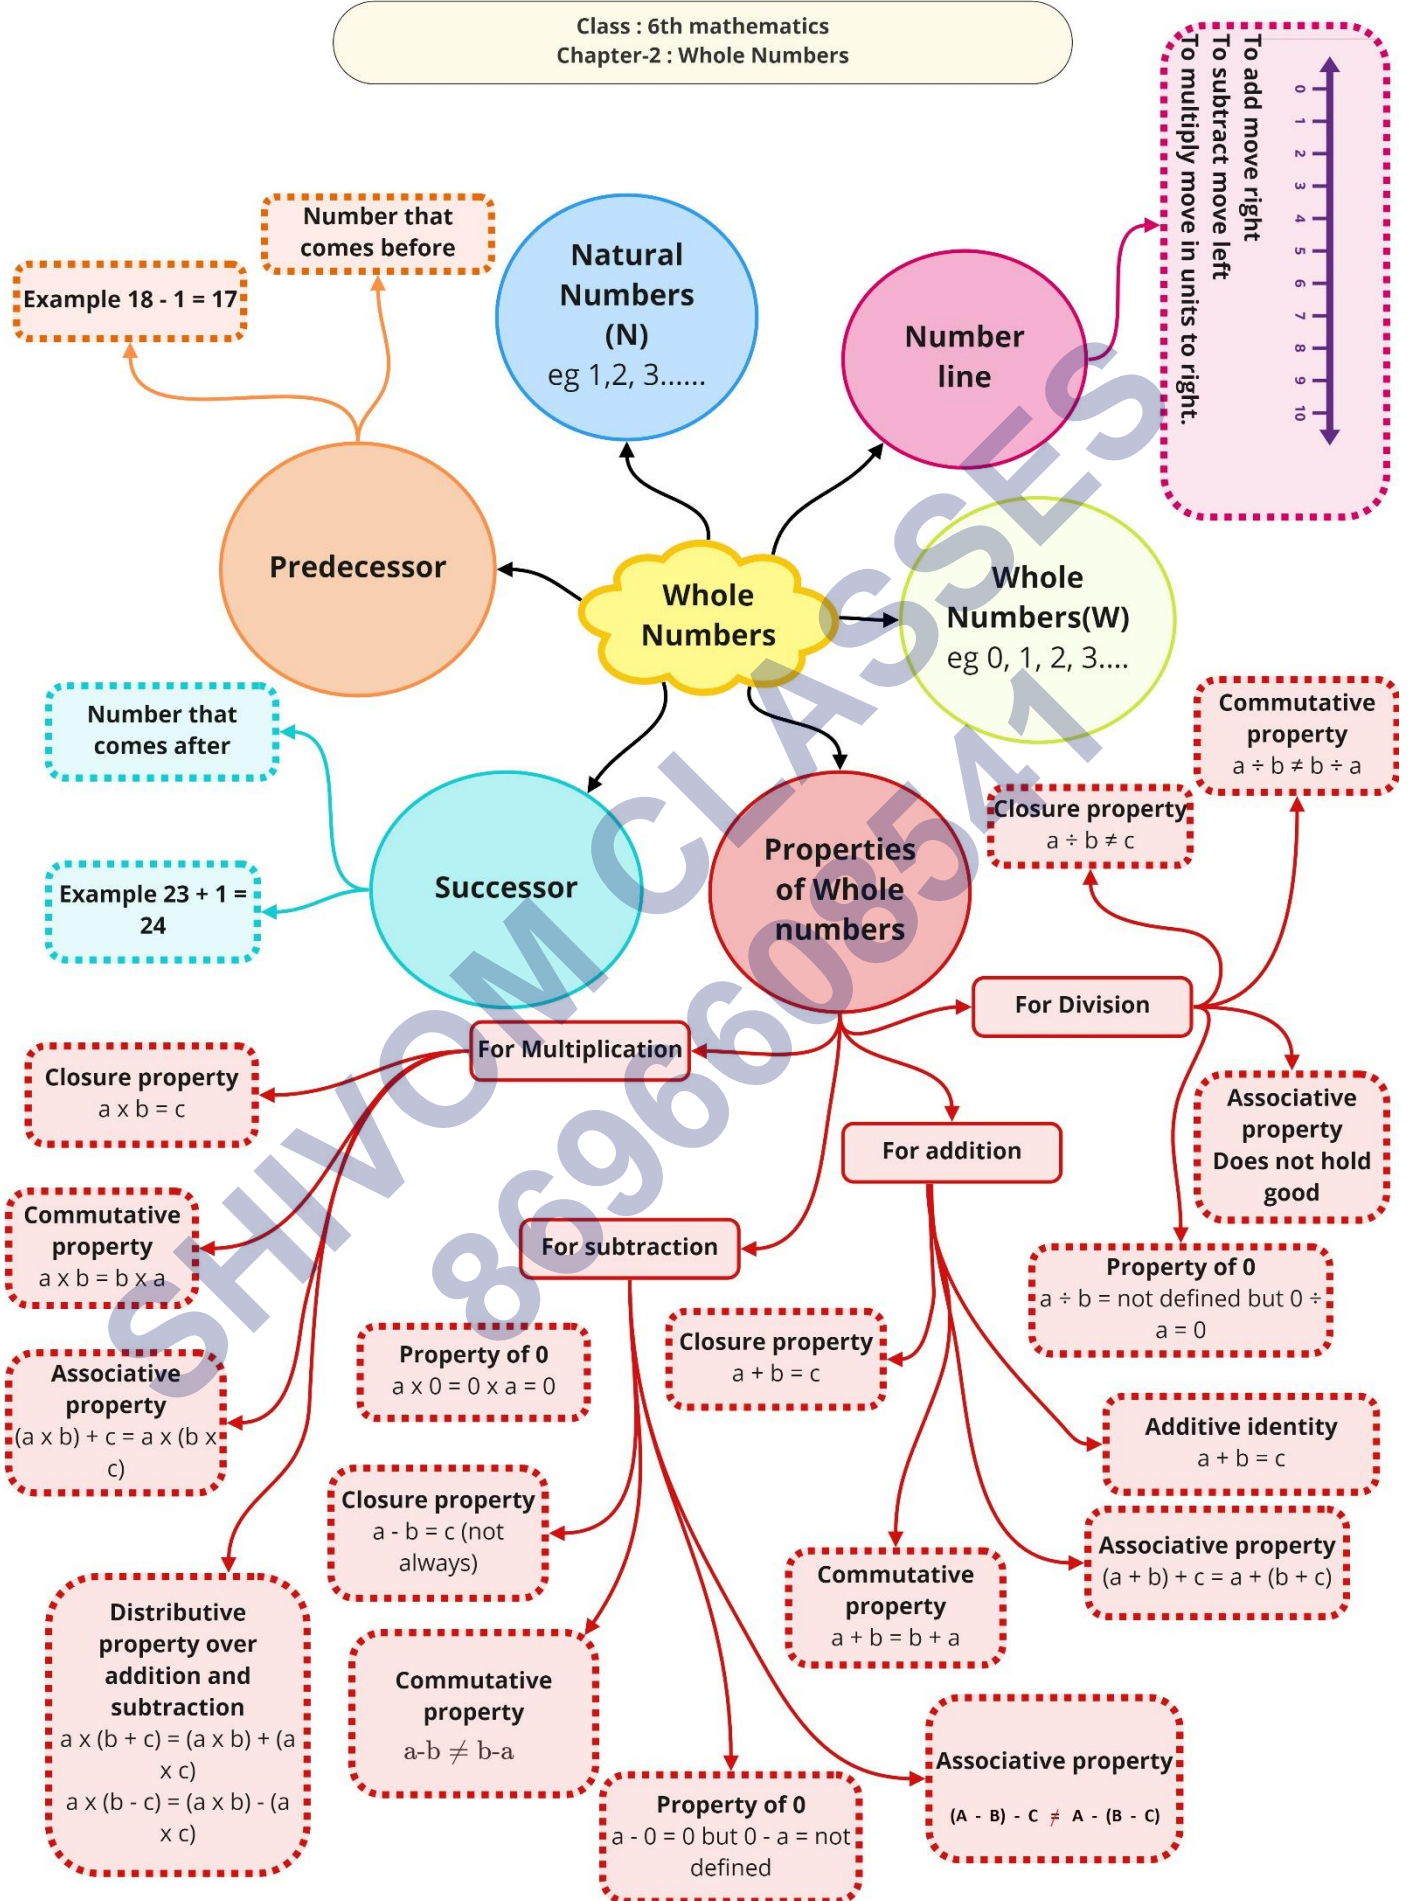 Class : 6th mathematics
Chapter-2 : Whole Numbers
To add move right
To subtract move left
To multiply move in units to right.
0 1 2 3 4 5 6 7 8 9 10
Number that
comes before
Example 18 - 1 = 17
Natural
Numbers
(N)
eg 1,2, 3......
Number
line
Predecessor
Whole
Numbers
Whole
Numbers(W)
eg 0, 1, 2, 3....
Number that
comes after
Example 23 + 1 =
24
Successor
Properties
of Whole
numbers
Commutative
property
a ÷ b ≠ b ÷ a
Closure property
a ÷ b ≠ c
For Division
Associative
property
Does not hold
good
Property of 0
a ÷ b = not defined but 0 ÷
a = 0
For Multiplication
Closure property
a x b = c
Commutative
property
a x b = b x a
Associative
property
(a x b) + c = a x (b x
c)
Distributive
property over
addition and
subtraction
a x (b + c) = (a x b) + (a
x c)
a x (b - c) = (a x b) - (a
x c)
Property of 0
a x 0 = 0 x a = 0
For subtraction
Closure property
a - b = c (not
always)
Commutative
property
a-b ≠ b-a
Property of 0
a - 0 = 0 but 0 - a = not
defined
Associative property
(A - B) - C ≠ A - (B - C)
For addition
Closure property
a + b = c
Commutative
property
a + b = b + a
Additive identity
a + b = c
Associative property
(a + b) + c = a + (b + c)
SHIVOM CLASSES
8696608541